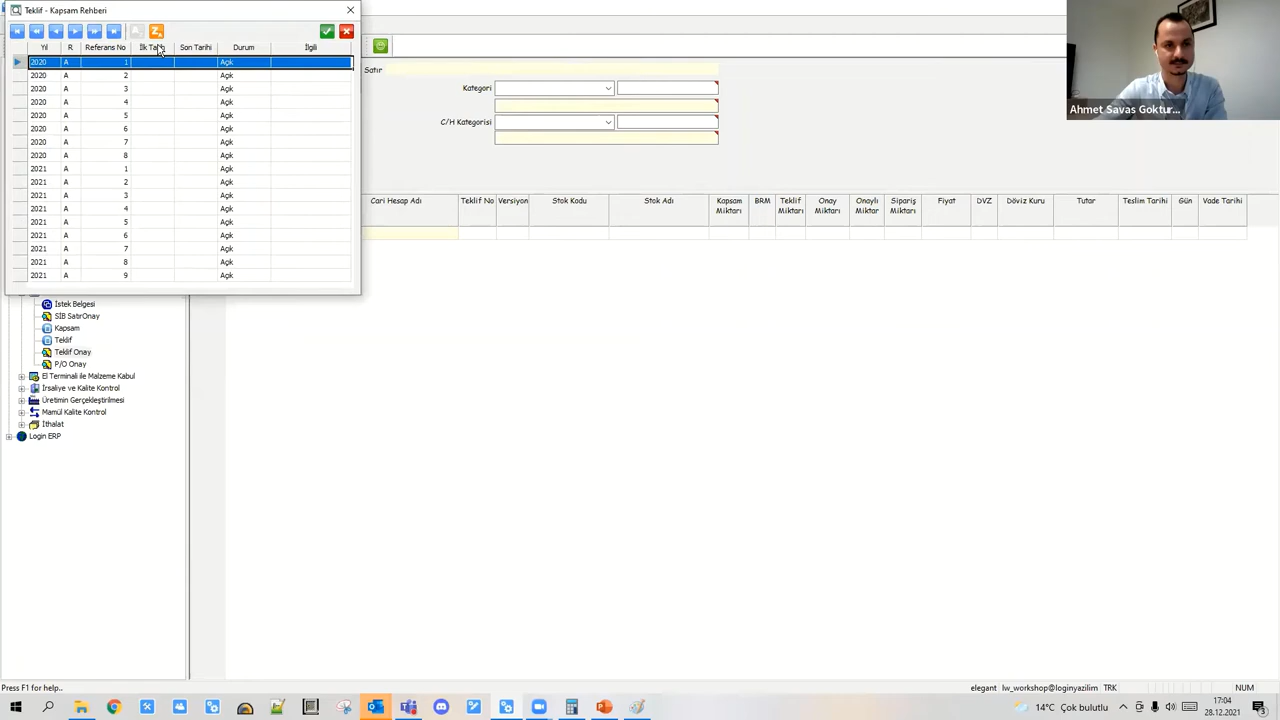 Teklif - Kapsam Rehberi
Yıl R Referans No İlk Tarih Son Tarihi Durum İlgili
2020 A 1 Açık
2020 A 2 Açık
2020 A 3 Açık
2020 A 4 Açık
2020 A 5 Açık
2020 A 6 Açık
2020 A 7 Açık
2020 A 8 Açık
2021 A 1 Açık
2021 A 2 Açık
2021 A 3 Açık
2021 A 4 Açık
2021 A 5 Açık
2021 A 6 Açık
2021 A 7 Açık
2021 A 8 Açık
2021 A 9 Açık
Satır
Kategori
C/H Kategorisi
Ahmet Savas Goktur...
Cari Hesap Adı Teklif No Versiyon Stok Kodu Stok Adı Kapsam Miktarı BRM Teklif Miktarı Onay Miktarı Onaylı Miktar Sipariş Miktarı Fiyat DVZ Döviz Kuru Tutar Teslim Tarihi Gün Vade Tarihi
İstek Belgesi
SİB SatırOnay
Kapsam
Teklif
Teklif Onay
P/O Onay
El Terminali ile Malzeme Kabul
İrsaliye ve Kalite Kontrol
Üretimin Gerçekleştirilmesi
Mamül Kalite Kontrol
İthalat
Login ERP
Press F1 for help..
elegant lw_workshop@loginyazilim TRK NUM
14°C Çok bulutlu
17:04
28.12.2021